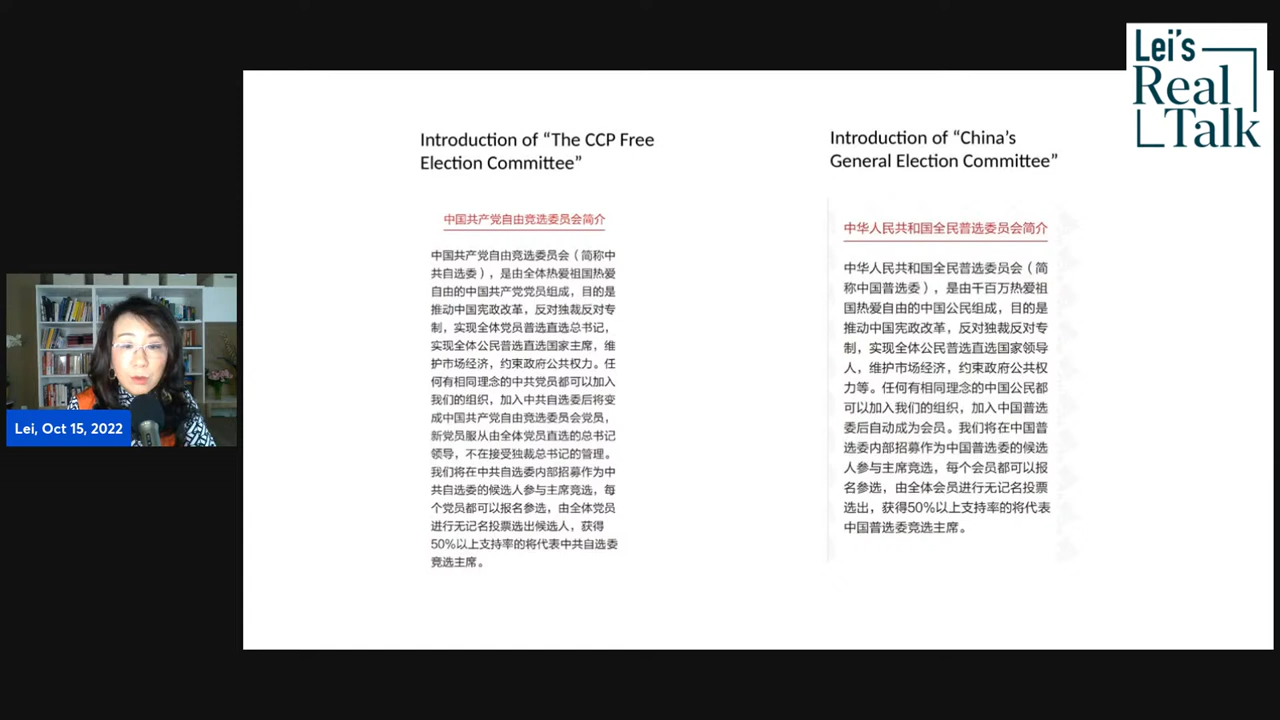 Lei's
Real
Talk
Introduction of “The CCP Free
Election Committee”
中国共产党自由竞选委员会简介
中国共产党自由竞选委员会（简称中
共自选委），是由全体热爱祖国热爱
自由的中国共产党党员组成，目的是
推动中国宪政改革，反对独裁反对专
制，实现全体党员普选直选总书记，
实现全体公民普选直选国家主席，维
护市场经济，约束政府公共权力。任
何有相同理念的中共党员都可以加入
我们的组织，加入中共自选委后将变
成中国共产党自由竞选委员会党员，
新党员服从由全体党员直选的总书记
领导，不在接受独裁总书记的管理。
我们将在中共自选委内部招募作为中
共自选委的候选人参与主席竞选，每
个党员都可以报名参选，由全体党员
进行无记名投票选出候选人，获得
50%以上支持率的将代表中共自选委
竞选主席。
Introduction of “China’s
General Election Committee”
中华人民共和国全民普选委员会简介
中华人民共和国全民普选委员会（简
称中国普选委），是由千百万热爱祖
国热爱自由的中国公民组成，目的是
推动中国宪政改革，反对独裁反对专
制，实现全体公民普选直选国家领导
人，维护市场经济，约束政府公共权
力等。任何有相同理念的中国公民都
可以加入我们的组织，加入中国普选
委后自动成为会员。我们将在中国普
选委内部招募作为中国普选委的候选
人参与主席竞选，每个会员都可以报
名参选，由全体会员进行无记名投票
选出，获得50%以上支持率的将代表
中国普选委竞选主席。
Lei, Oct 15, 2022